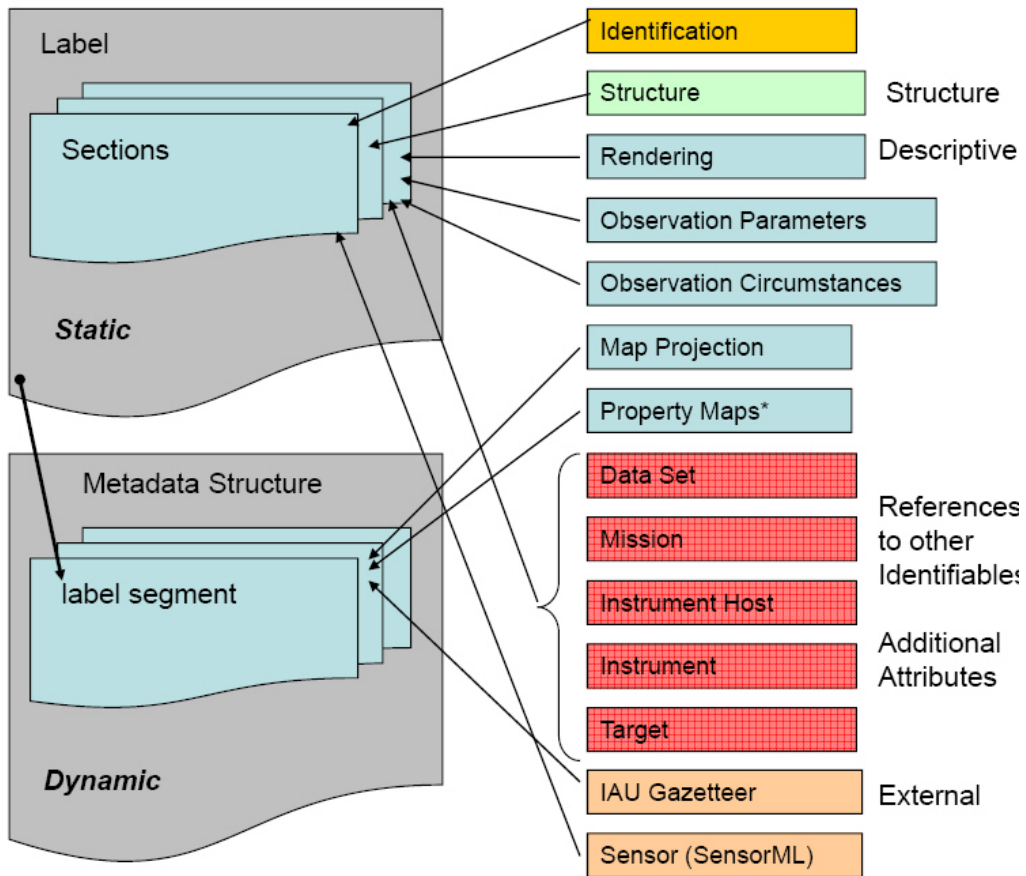 Label
Sections
Static
Metadata Structure
label segment
Dynamic
Identification
Structure
Structure
Rendering
Descriptive
Observation Parameters
Observation Circumstances
Map Projection
Property Maps*
Data Set
Mission
Instrument Host
Instrument
Target
References
to other
Identifiables
Additional
Attributes
IAU Gazetteer
External
Sensor (SensorML)